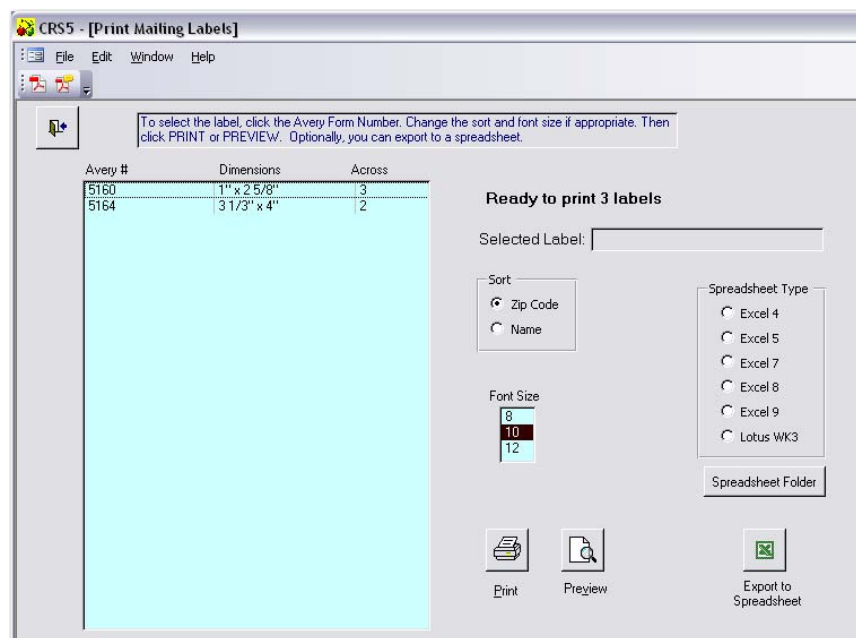 CRS5 - [Print Mailing Labels]
File Edit Window Help
To select the label, click the Avery Form Number. Change the sort and font size if appropriate. Then
click PRINT or PREVIEW. Optionally, you can export to a spreadsheet.
Avery # Dimensions Across
5160 1" x 2 5/8" 3
5164 3 1/3" x 4" 2
Ready to print 3 labels
Selected Label:
Sort
Zip Code
Name
Font Size
8
10
12
Spreadsheet Type
Excel 4
Excel 5
Excel 7
Excel 8
Excel 9
Lotus WK3
Spreadsheet Folder
Print
Preview
Export to
Spreadsheet